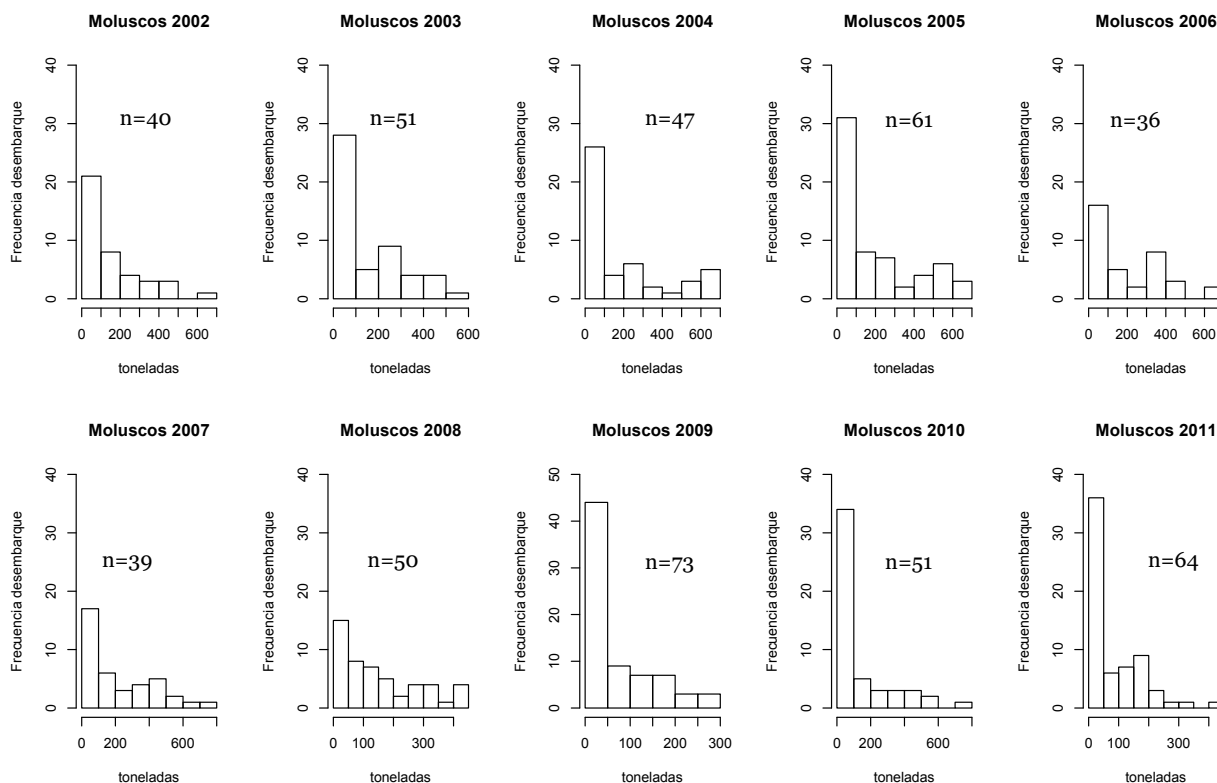 Moluscos 2002 Moluscos 2003 Moluscos 2004 Moluscos 2005 Moluscos 2006
Frecuencia desembarque Frecuencia desembarque Frecuencia desembarque Frecuencia desembarque Frecuencia desembarque
40 40 40 40 40
n=40 n=51 n=47 n=61 n=36
30 30 30 30 30
20 20 20 20 20
10 10 10 10 10
0 0 0 0 0
0 200 400 600 0 200 400 600 0 200 400 600 0 200 400 600 0 200 400 600
toneladas toneladas toneladas toneladas toneladas
Moluscos 2007 Moluscos 2008 Moluscos 2009 Moluscos 2010 Moluscos 2011
Frecuencia desembarque Frecuencia desembarque Frecuencia desembarque Frecuencia desembarque Frecuencia desembarque
40 40 50 40 40
30 30 40 30 30
n=39 n=50 n=73 n=51 n=64
20 20 30 20 20
10 10 20 10 10
0 0 10 0 0
0
0 200 600 0 100 300 0 100 200 300 0 200 600 0 100 300
toneladas toneladas toneladas toneladas toneladas